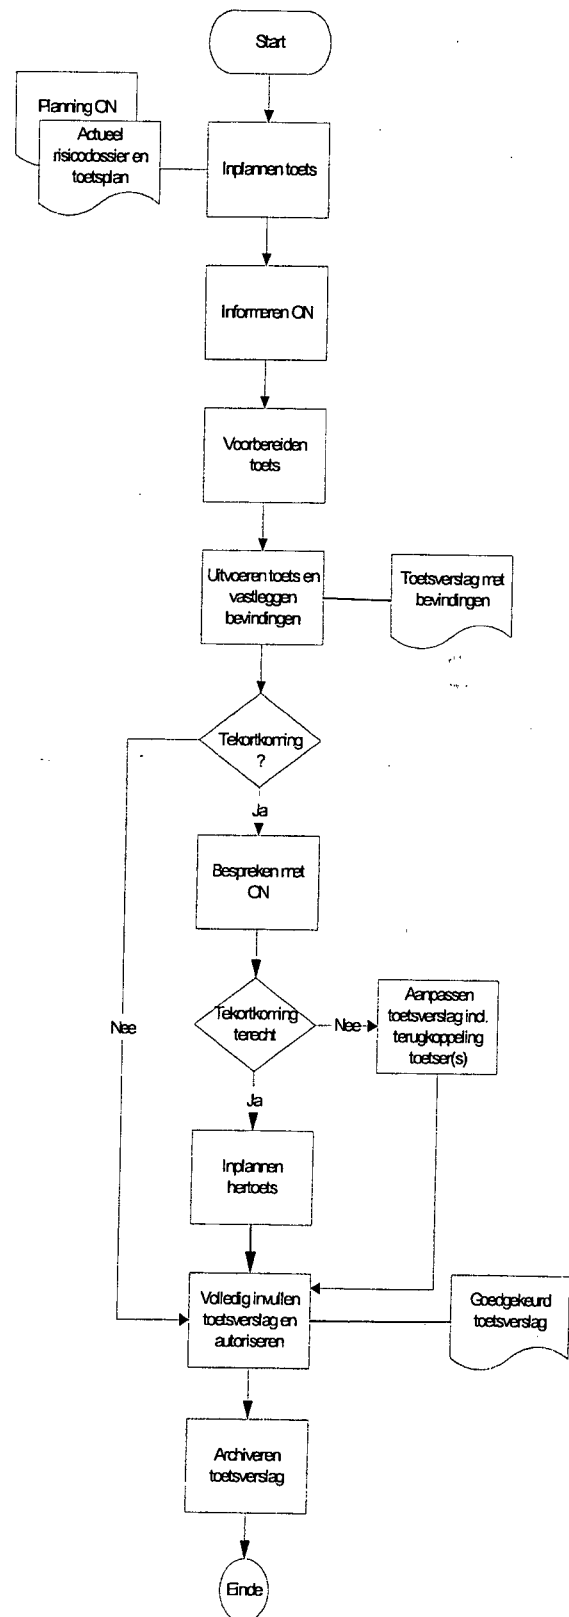 Start
Planning ON
Actueel
risicodossier en
toetsplan
Inplannen toets
Informeren ON
Voorbereiden
toets
Uitvoeren toets en
vastleggen
bevindingen
Toetsverslag met
bevindingen
Tekortkoming
?
Ja
Bespreken met
ON
Tekortkoming
terecht
Nee
Aanpassen
toetsverslag incl.
terugkoppeling
toetser(s)
Nee
Ja
Inplannen
hertoets
Volledig invullen
toetsverslag en
autoriseren
Goedgekeurd
toetsverslag
Archiveren
toetsverslag
Einde